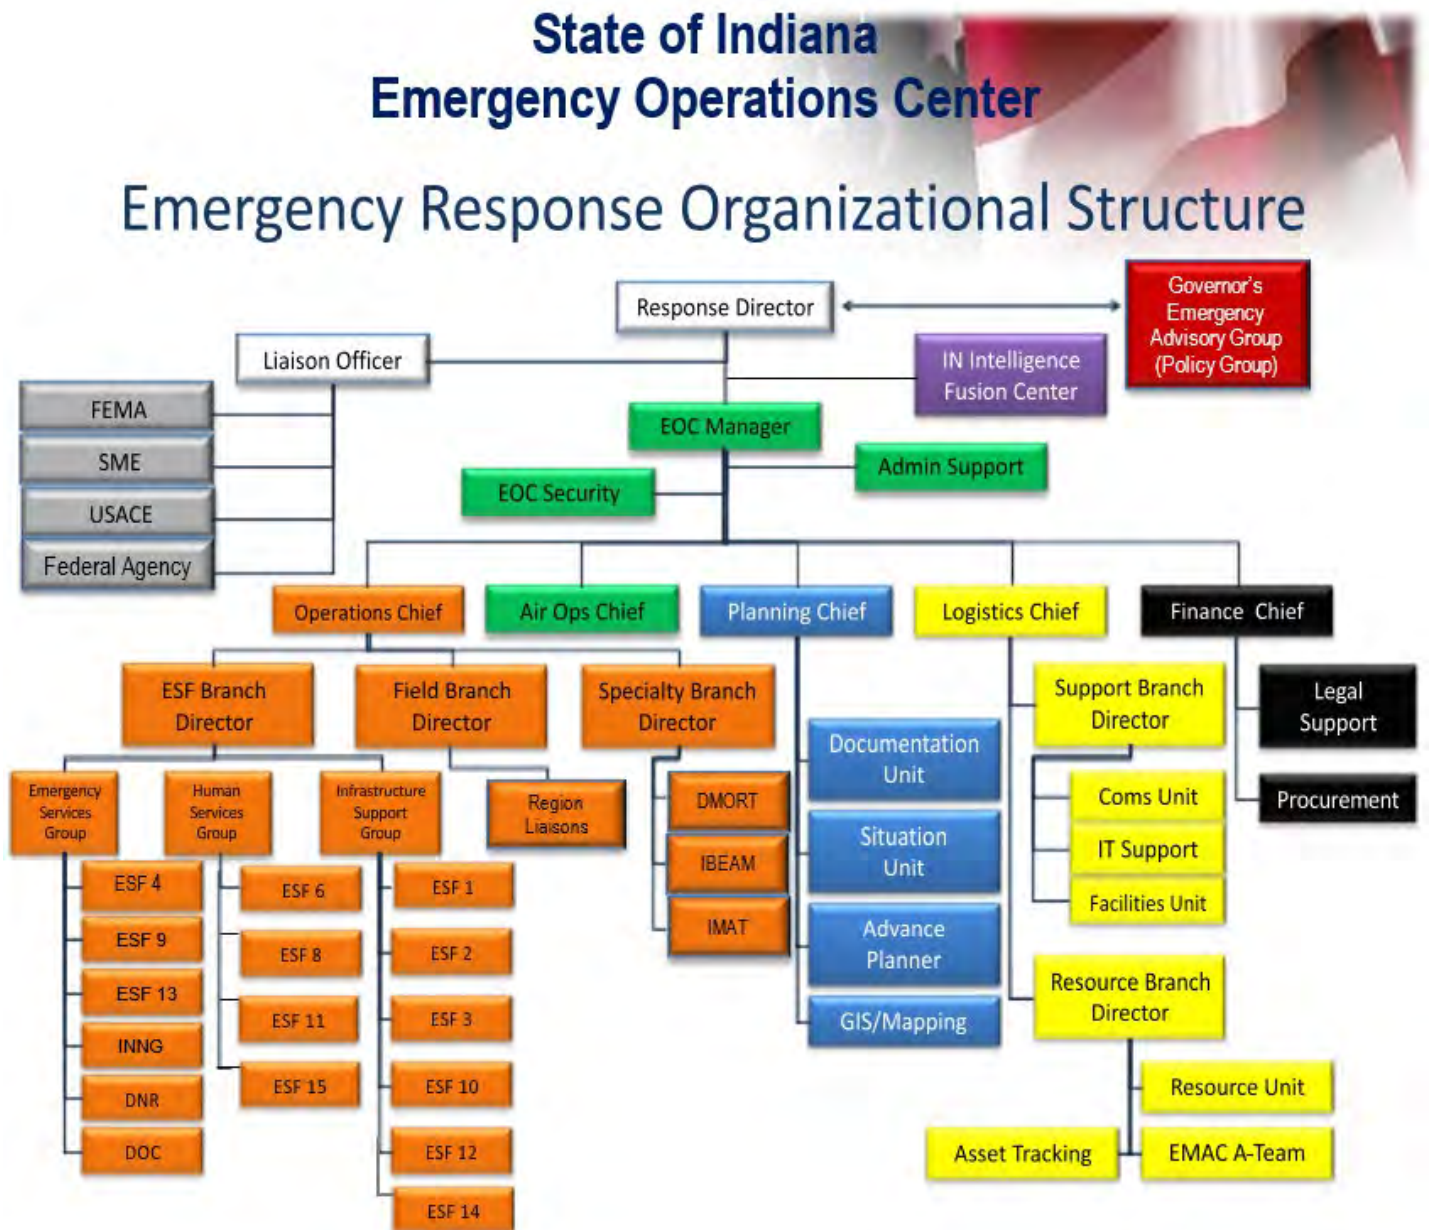 State of Indiana
Emergency Operations Center
Emergency Response Organizational Structure
Response Director
Governor's
Emergency
Advisory Group
(Policy Group)
Liaison Officer
IN Intelligence
Fusion Center
FEMA
SME
USACE
Federal Agency
EOC Manager
Admin Support
EOC Security
Operations Chief
Air Ops Chief
Planning Chief
Logistics Chief
Finance Chief
ESF Branch
Director
Field Branch
Director
Specialty Branch
Director
Emergency
Services
Group
Human
Services
Group
Infrastructure
Support
Group
Region
Liaisons
DMORT
IBEAM
IMAT
ESF 4
ESF 9
ESF 13
INNG
DNR
DOC
ESF 6
ESF 8
ESF 11
ESF 15
ESF 1
ESF 2
ESF 3
ESF 10
ESF 12
ESF 14
Documentation
Unit
Situation
Unit
Advance
Planner
GIS/Mapping
Support Branch
Director
Coms Unit
IT Support
Facilities Unit
Resource Branch
Director
Resource Unit
Asset Tracking
EMAC A-Team
Legal
Support
Procurement